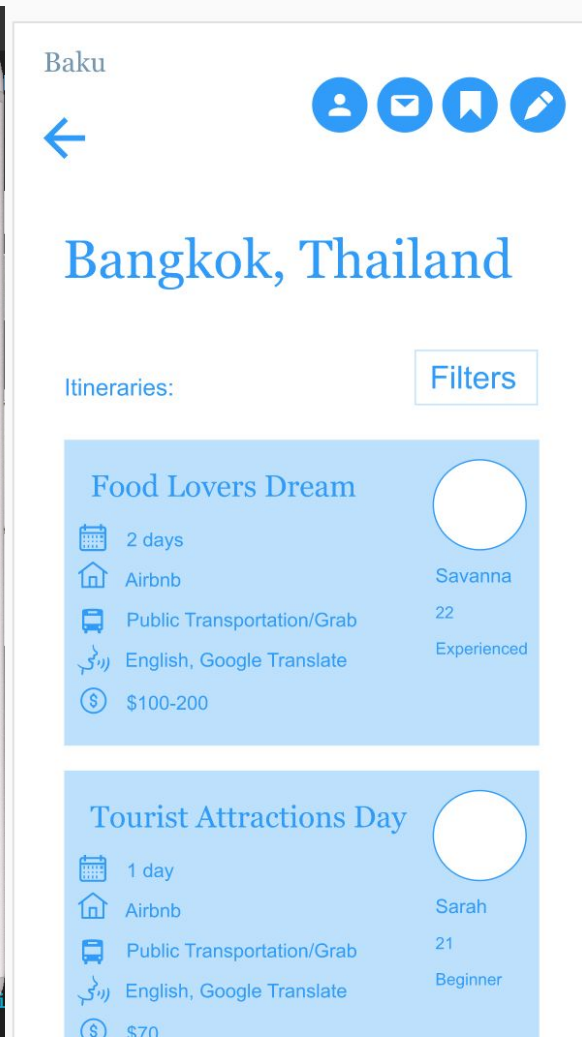 Baku
Bangkok, Thailand
Itineraries:
Filters
Food Lovers Dream
2 days
Airbnb
Public Transportation/Grab
English, Google Translate
$100-200
Savanna
22
Experienced
Tourist Attractions Day
1 day
Airbnb
Public Transportation/Grab
English, Google Translate
$70
Sarah
21
Beginner